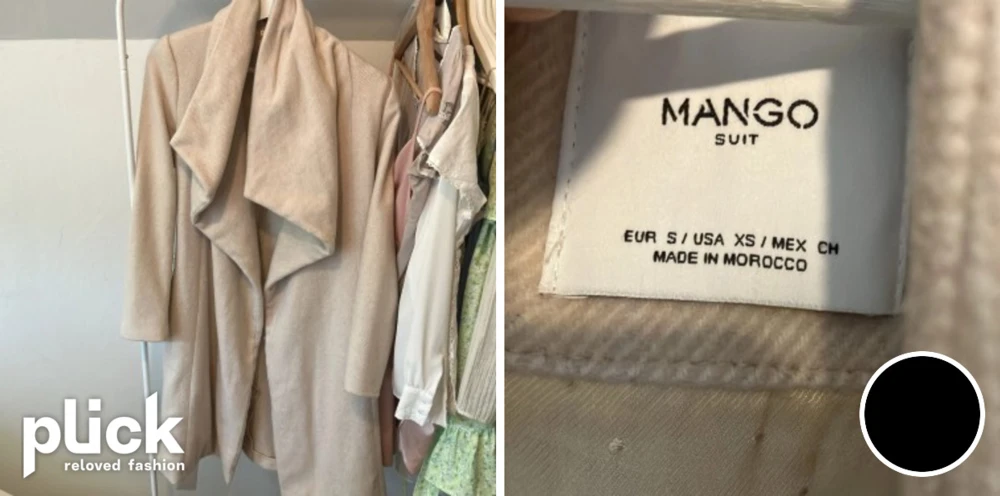 plick
reloved fashion
MANGO
SUIT
EUR S / USA XS / MEX CH
MADE IN MOROCCO